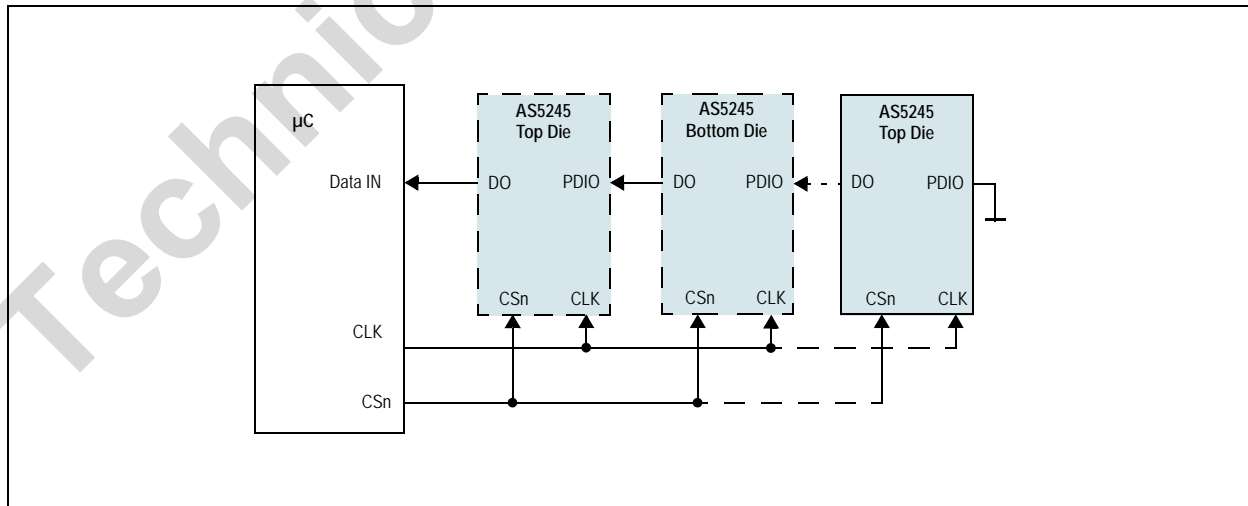 Technic
µC
AS5245
Top Die
AS5245
Bottom Die
AS5245
Top Die
Data IN
DO PDIO
DO PDIO
DO PDIO
CSn CLK
CSn CLK
CSn CLK
CLK
CSn